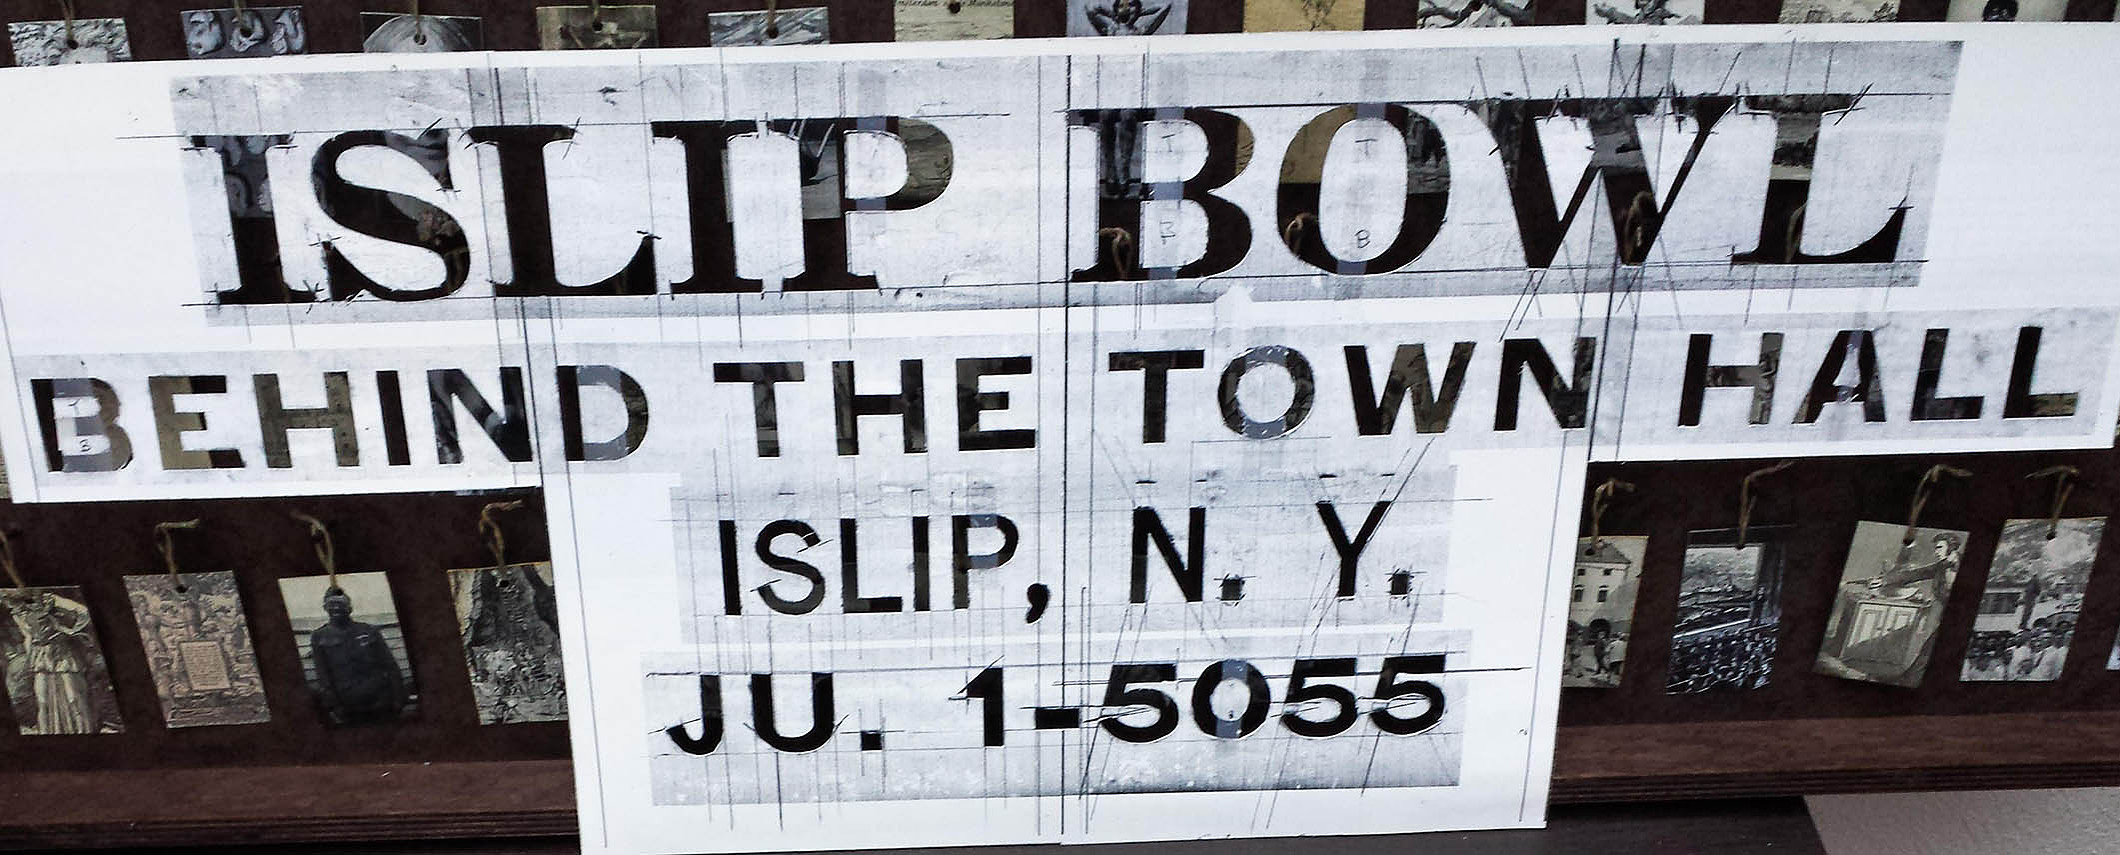 ISLIP BOWL
BEHIND THE TOWN HALL
ISLIP, N. Y.
JU. 1-5055